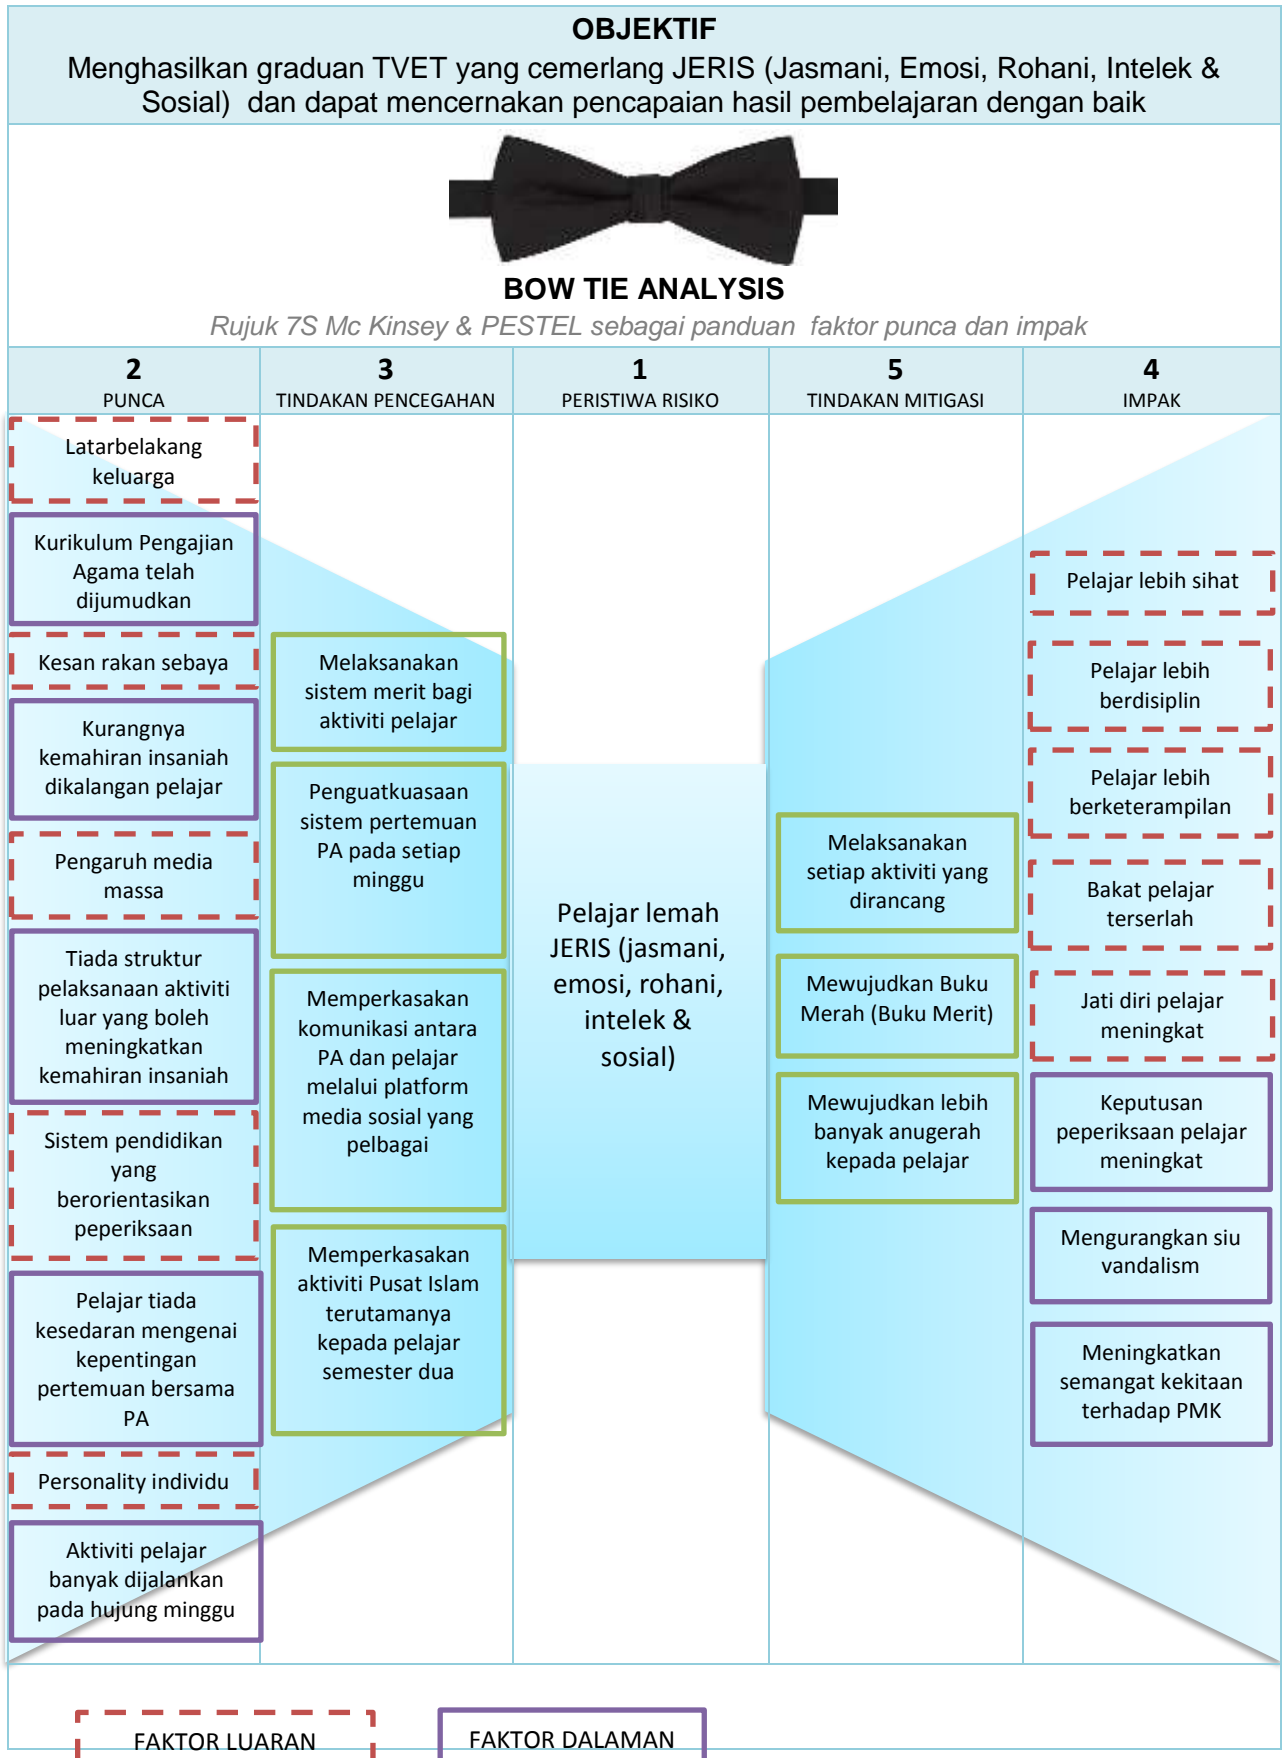 OBJEKTIF
Menghasilkan graduan TVET yang cemerlang JERIS (Jasmani, Emosi, Rohani, Intelek &
Sosial) dan dapat mencernakan pencapaian hasil pembelajaran dengan baik
BOW TIE ANALYSIS
Rujuk 7S Mc Kinsey & PESTEL sebagai panduan faktor punca dan impak
2
PUNCA
3
TINDAKAN PENCEGAHAN
1
PERISTIWA RISIKO
5
TINDAKAN MITIGASI
4
IMPAK
Latarbelakang
keluarga
Kurikulum Pengajian
Agama telah
dijumudkan
Kesan rakan sebaya
Kurangnya
kemahiran insaniah
dikalangan pelajar
Pengaruh media
massa
Tiada struktur
pelaksanaan aktiviti
luar yang boleh
meningkatkan
kemahiran insaniah
Sistem pendidikan
yang
berorientasikan
peperiksaan
Pelajar tiada
kesedaran mengenai
kepentingan
pertemuan bersama
PA
Personality individu
Aktiviti pelajar
banyak dijalankan
pada hujung minggu
Melaksanakan
sistem merit bagi
aktiviti pelajar
Penguatkuasaan
sistem pertemuan
PA pada setiap
minggu
Memperkasakan
komunikasi antara
PA dan pelajar
melalui platform
media sosial yang
pelbagai
Memperkasakan
aktiviti Pusat Islam
terutamanya
kepada pelajar
semester dua
Pelajar lemah
JERIS (jasmani,
emosi, rohani,
intelek &
sosial)
Melaksanakan
setiap aktiviti yang
dirancang
Mewujudkan Buku
Merah (Buku Merit)
Mewujudkan lebih
banyak anugerah
kepada pelajar
Pelajar lebih sihat
Pelajar lebih
berdisiplin
Pelajar lebih
berketerampilan
Bakat pelajar
terserlah
Jati diri pelajar
meningkat
Keputusan
peperiksaan pelajar
meningkat
Mengurangkan siu
vandalism
Meningkatkan
semangat kekitaan
terhadap PMK
FAKTOR LUARAN
FAKTOR DALAMAN